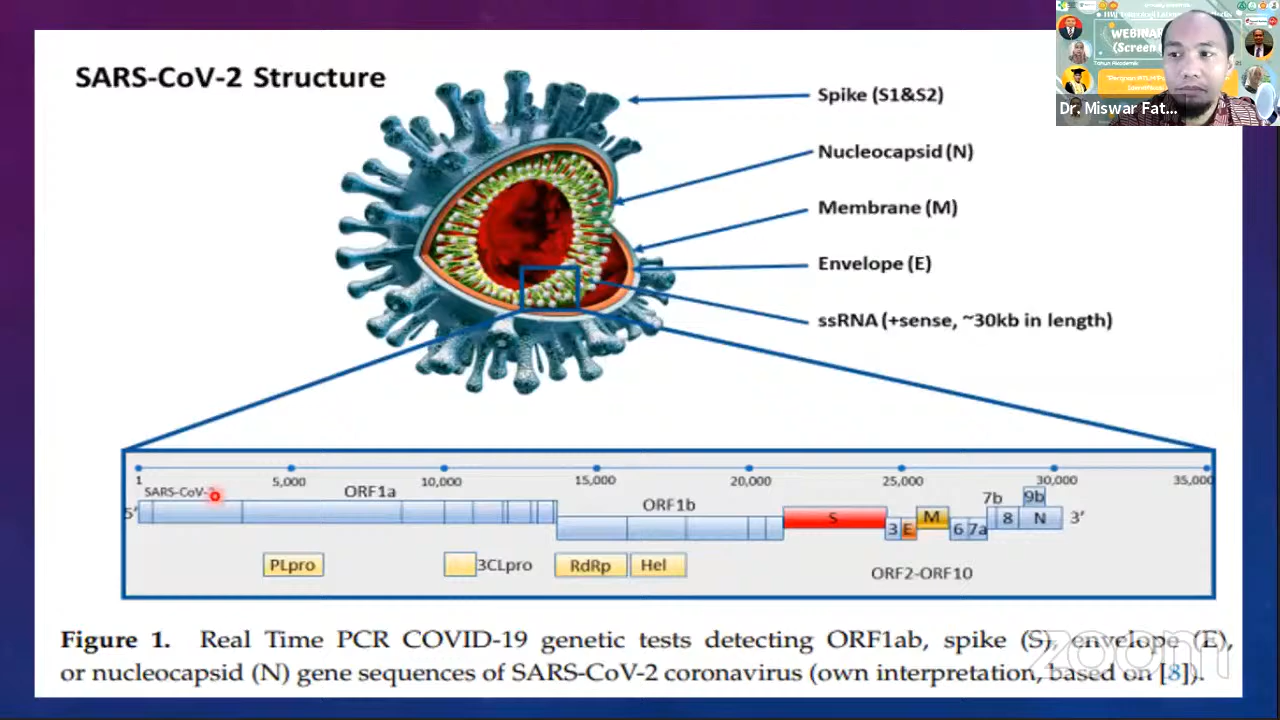 SARS-CoV-2 Structure
Spike (S1&S2)
Nucleocapsid (N)
Membrane (M)
Envelope (E)
ssRNA (+sense, ~30kb in length)
WEBINAR
(Screen
Dr. Miswar Fat...
1 5,000 10,000 15,000 20,000 25,000 30,000 35,000
SARS-CoV-2 ORF1a ORF1b 7b 9b
5' S 3 E M 6 7a 8 N 3'
PLpro 3CLpro RdRp Hel ORF2-ORF10
Figure 1. Real Time PCR COVID-19 genetic tests detecting ORF1ab, spike (S), envelope (E),
or nucleocapsid (N) gene sequences of SARS-CoV-2 coronavirus (own interpretation, based on [8]).
zoom